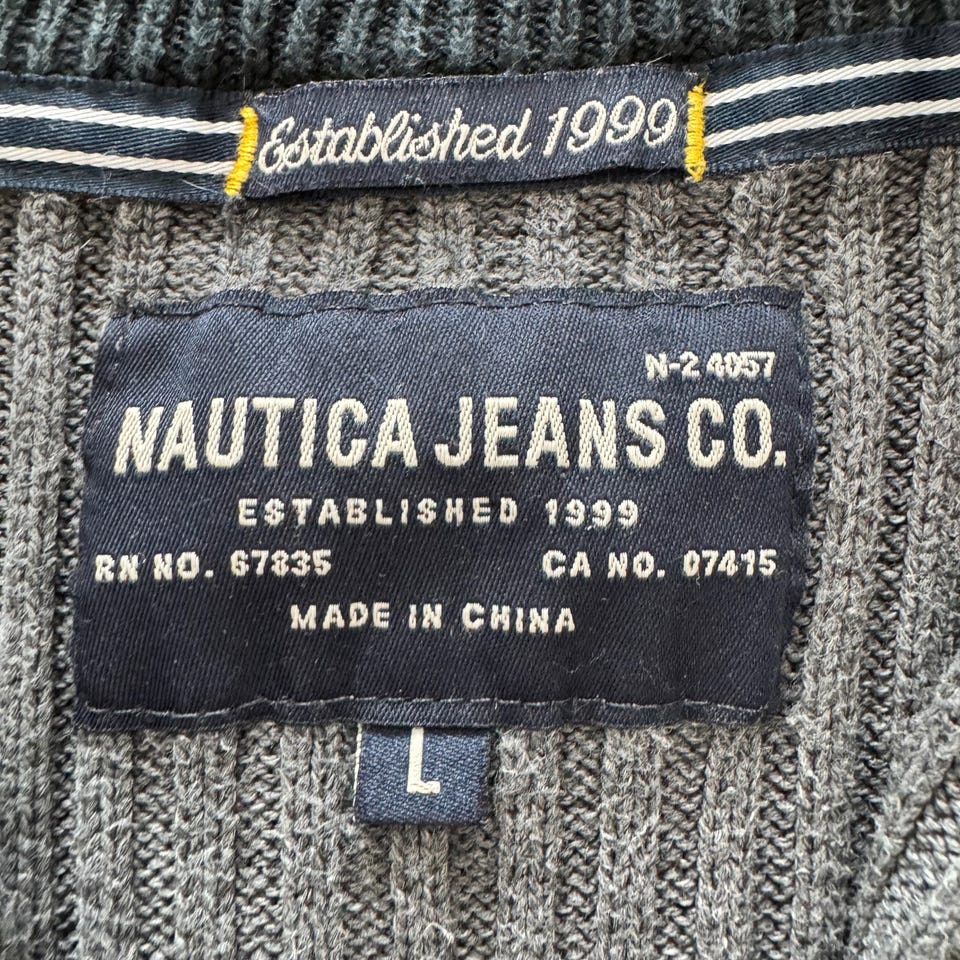 Established 1999
N-2 4057
NAUTICA JEANS CO.
ESTABLISHED 1999
RN NO. 67835 CA NO. 07415
MADE IN CHINA
L